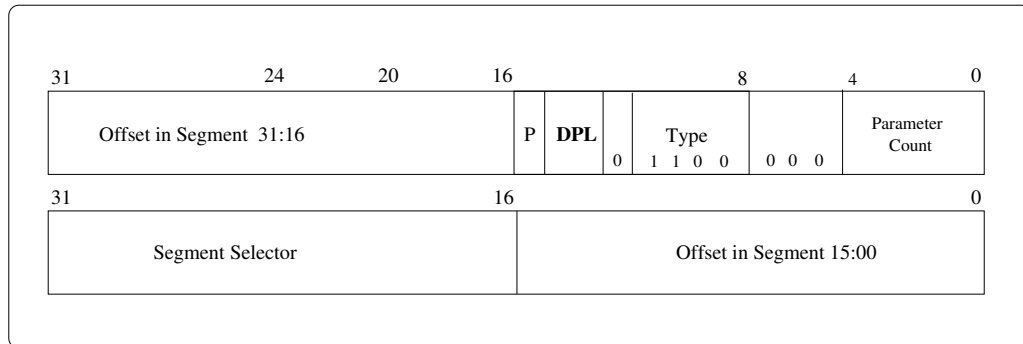 31 24 20 16 8 4 0
Offset in Segment 31:16 P DPL 0 Type 1 1 0 0 0 0 0 Parameter Count
31 16 0
Segment Selector Offset in Segment 15:00